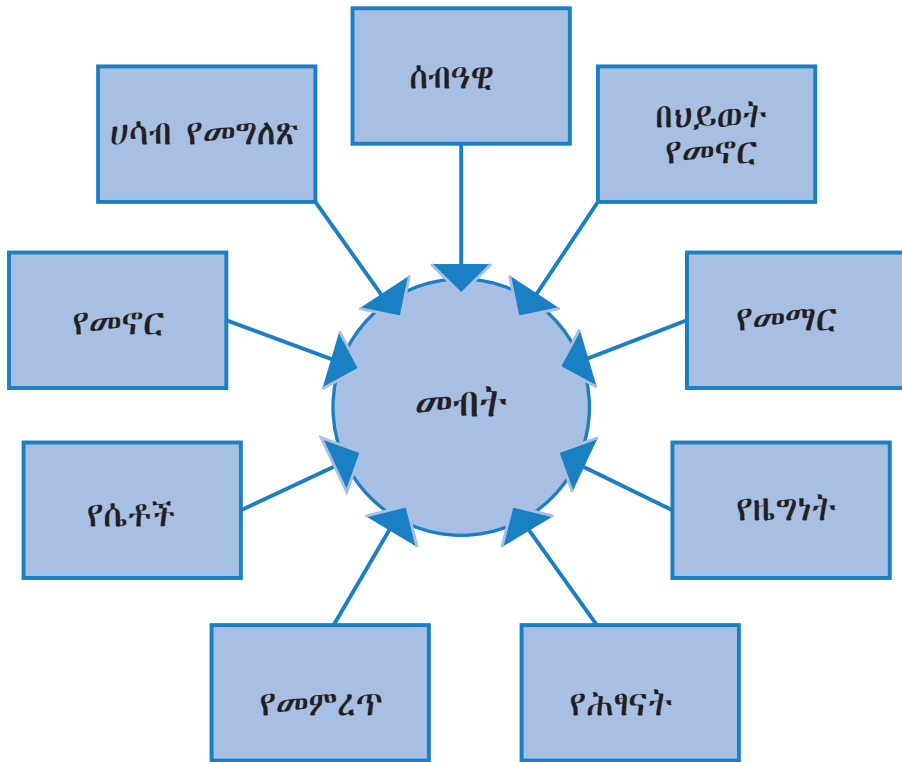 ሰብዓዊ
ሀሳብ የመግለጽ
በህይወት
የመኖር
የመኖር
የመማር
መብት
የሴቶች
የዜግነት
የመምረጥ
የሕፃናት